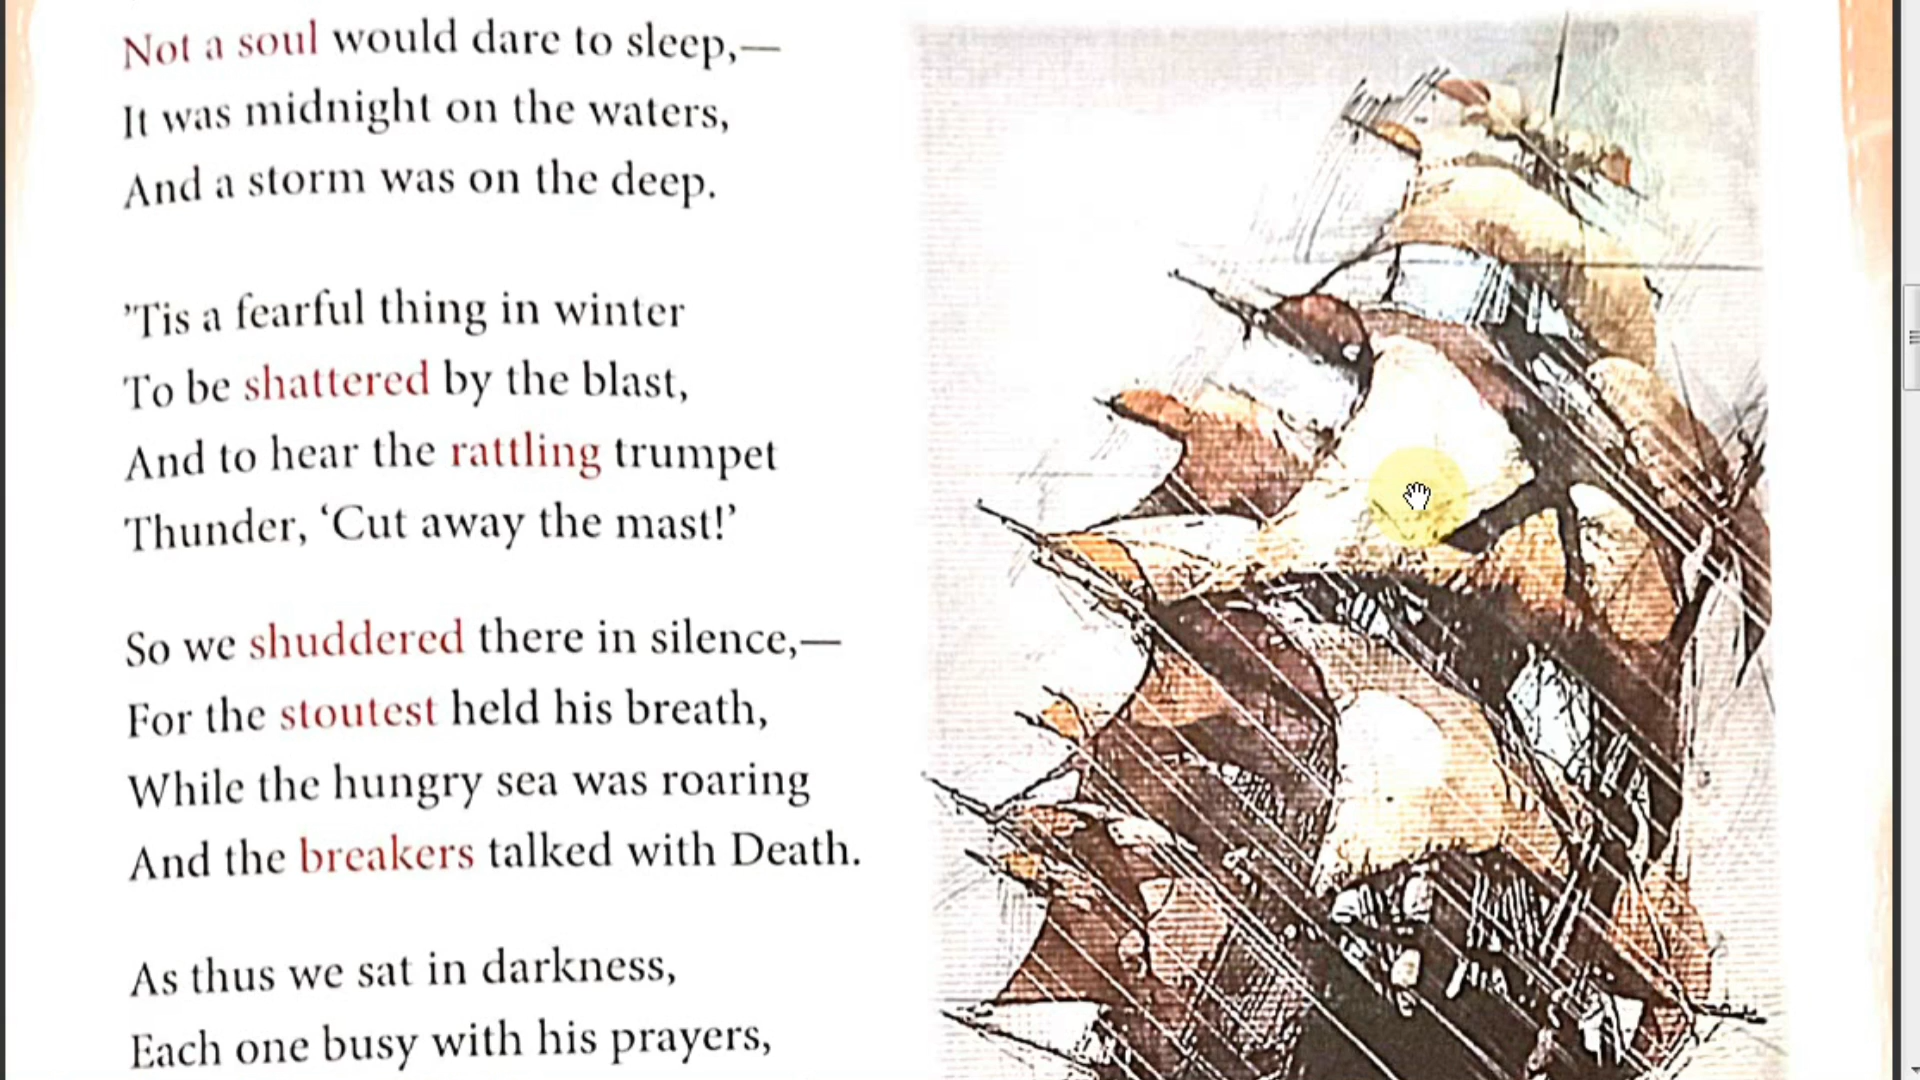 Not a soul would dare to sleep,—
It was midnight on the waters,
And a storm was on the deep.
’Tis a fearful thing in winter
To be shattered by the blast,
And to hear the rattling trumpet
Thunder, ‘Cut away the mast!’
So we shuddered there in silence,—
For the stoutest held his breath,
While the hungry sea was roaring
And the breakers talked with Death.
As thus we sat in darkness,
Each one busy with his prayers,